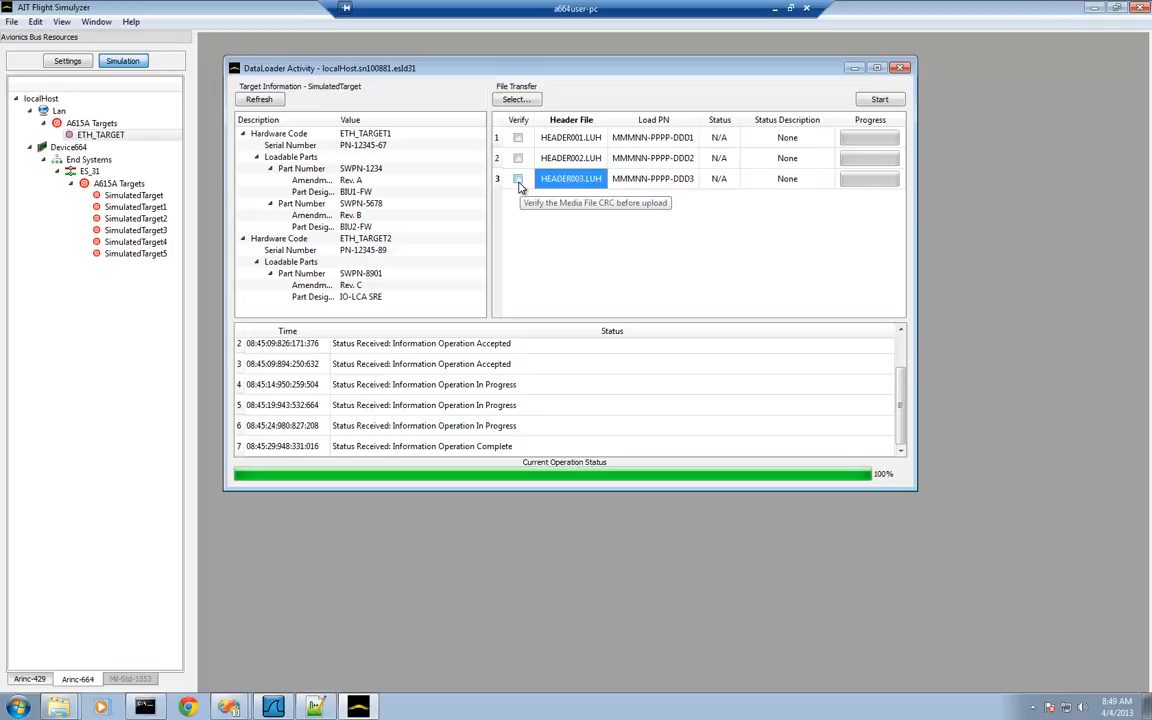 AIT Flight Simulyzer
a664user-pc
File Edit View Window Help
Avionics Bus Resources
Settings Simulation
localHost
Lan
A615A Targets
ETH_TARGET
Device664
End Systems
ES_31
A615A Targets
SimulatedTarget
SimulatedTarget1
SimulatedTarget2
SimulatedTarget3
SimulatedTarget4
SimulatedTarget5
Arinc-429 Arinc-664 Mil-Std-1553
DataLoader Activity - localHost.sn100881.esld31
Target Information - SimulatedTarget
Refresh
Description Value
Hardware Code ETH_TARGET1
Serial Number PN-12345-67
Loadable Parts
Part Number SWPN-1234
Amendm... Rev. A
Part Desig... BIU1-FW
Part Number SWPN-5678
Amendm... Rev. B
Part Desig... BIU2-FW
Hardware Code ETH_TARGET2
Serial Number PN-12345-89
Loadable Parts
Part Number SWPN-8901
Amendm... Rev. C
Part Desig... IO-LCA SRE
File Transfer
Select... Start
Verify Header File Load PN Status Status Description Progress
1 HEADER001.LUH MMMNN-PPPP-DDD1 N/A None
2 HEADER002.LUH MMMNN-PPPP-DDD2 N/A None
3 HEADER003.LUH MMMNN-PPPP-DDD3 N/A None
Verify the Media File CRC before upload
Time Status
2 08:45:09:826:171:376 Status Received: Information Operation Accepted
3 08:45:09:894:250:632 Status Received: Information Operation Accepted
4 08:45:14:950:259:504 Status Received: Information Operation In Progress
5 08:45:19:943:532:664 Status Received: Information Operation In Progress
6 08:45:24:980:827:208 Status Received: Information Operation In Progress
7 08:45:29:948:331:016 Status Received: Information Operation Complete
Current Operation Status
100%
8:49 AM
4/4/2013